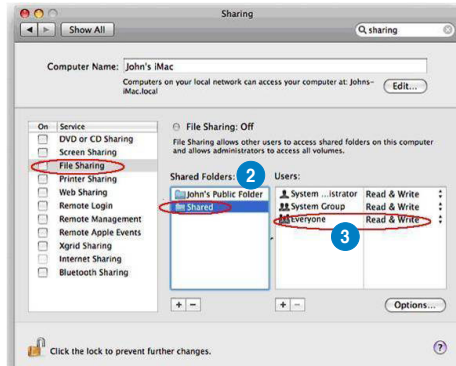 Sharing
Show All
sharing
Computer Name: John's iMac
Computers on your local network can access your computer at: Johns-
iMac.local
Edit...
On Service
DVD or CD Sharing
Screen Sharing
File Sharing
Printer Sharing
Web Sharing
Remote Login
Remote Management
Remote Apple Events
Xgrid Sharing
Internet Sharing
Bluetooth Sharing
File Sharing: Off
File Sharing allows other users to access shared folders on this computer
and allows administrators to access all volumes.
Shared Folders:
2
John's Public Folder
Shared
Users:
System ...istrator Read & Write
System Group Read & Write
Everyone Read & Write
3
+ −
+ −
Options...
Click the lock to prevent further changes.
?